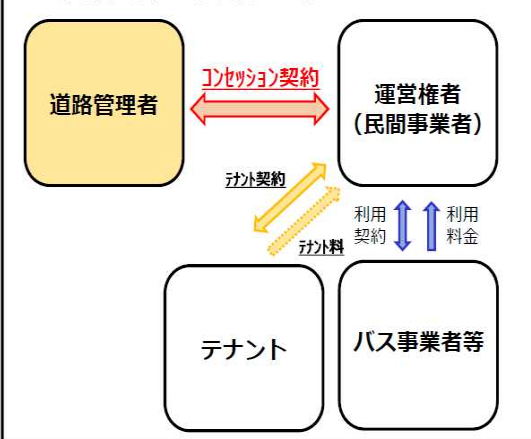 コンセッション契約
道路管理者
運営権者
（民間事業者）
テナント契約
利用
契約
利用
料金
テナント料
テナント
バス事業者等